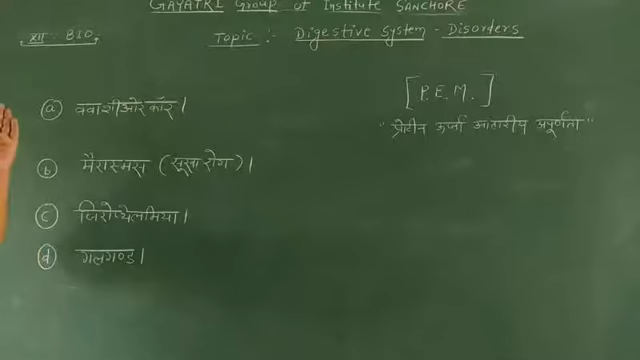 GAYATRI Group of Institute SANCHORE
XII - BIO
Topic :- Digestive System - Disorders
[P.E.M.]
"प्रोटीन ऊर्जा आहारीय अपूर्णता"
(a) क्वाशीओरकॉर।
(b) मैरास्मस (सूखा रोग)।
(c) जिरोप्थेलमिया।
(d) गलगण्ड।